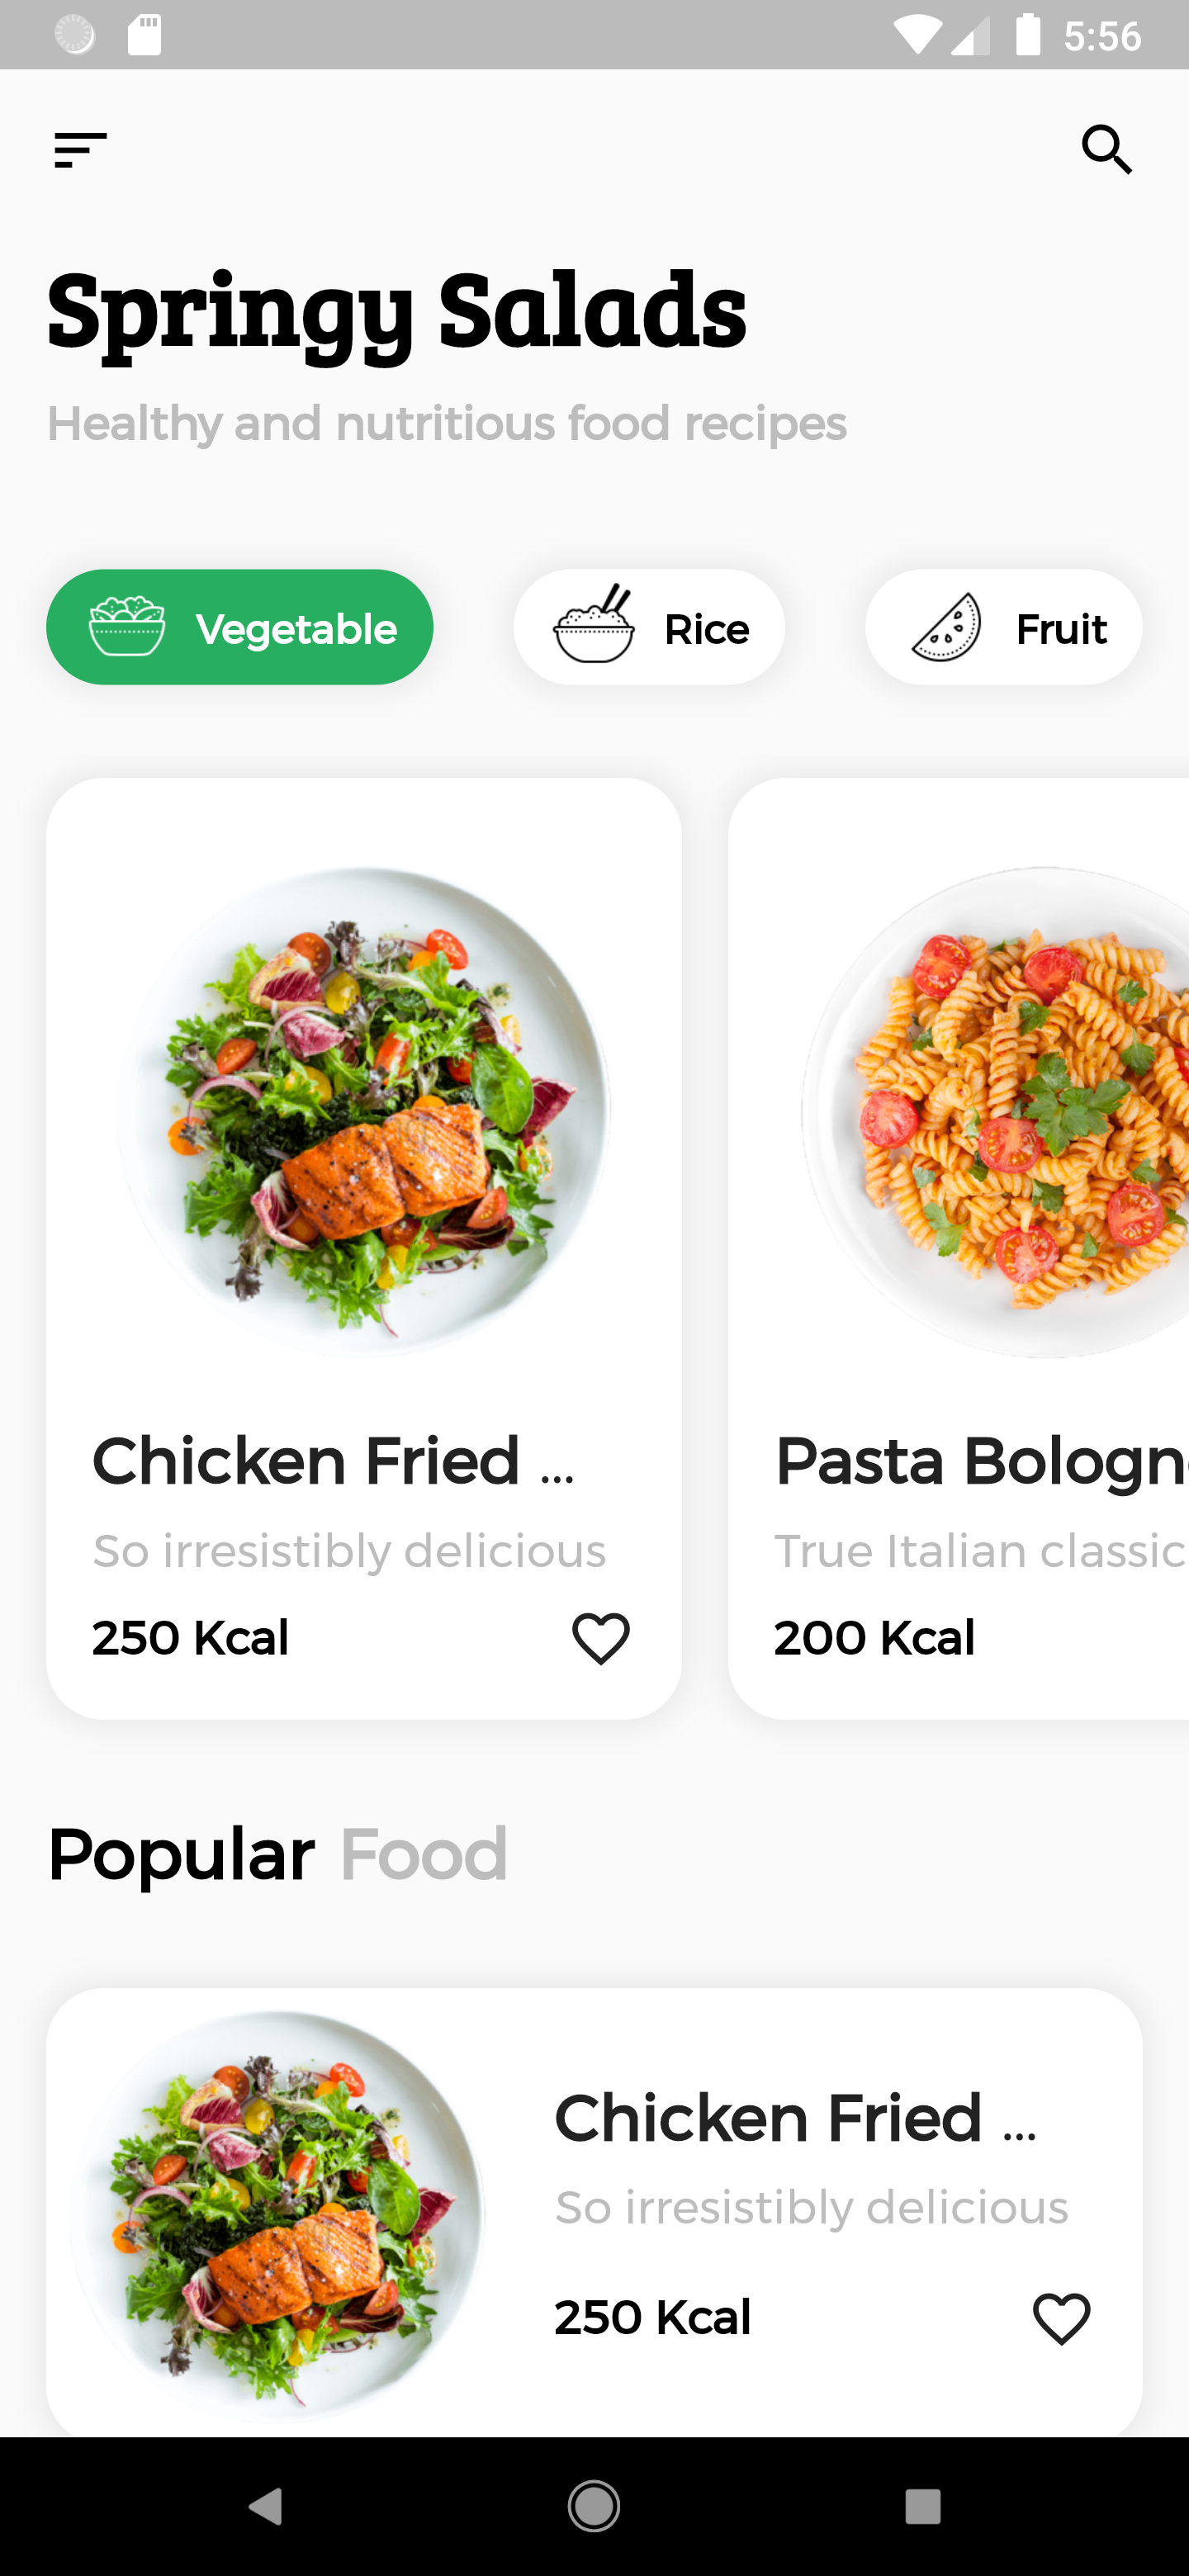 5:56
Springy Salads
Healthy and nutritious food recipes
Vegetable
Rice
Fruit
Chicken Fried ...
So irresistibly delicious
250 Kcal
Pasta Bologn
True Italian classic
200 Kcal
Popular Food
Chicken Fried ...
So irresistibly delicious
250 Kcal